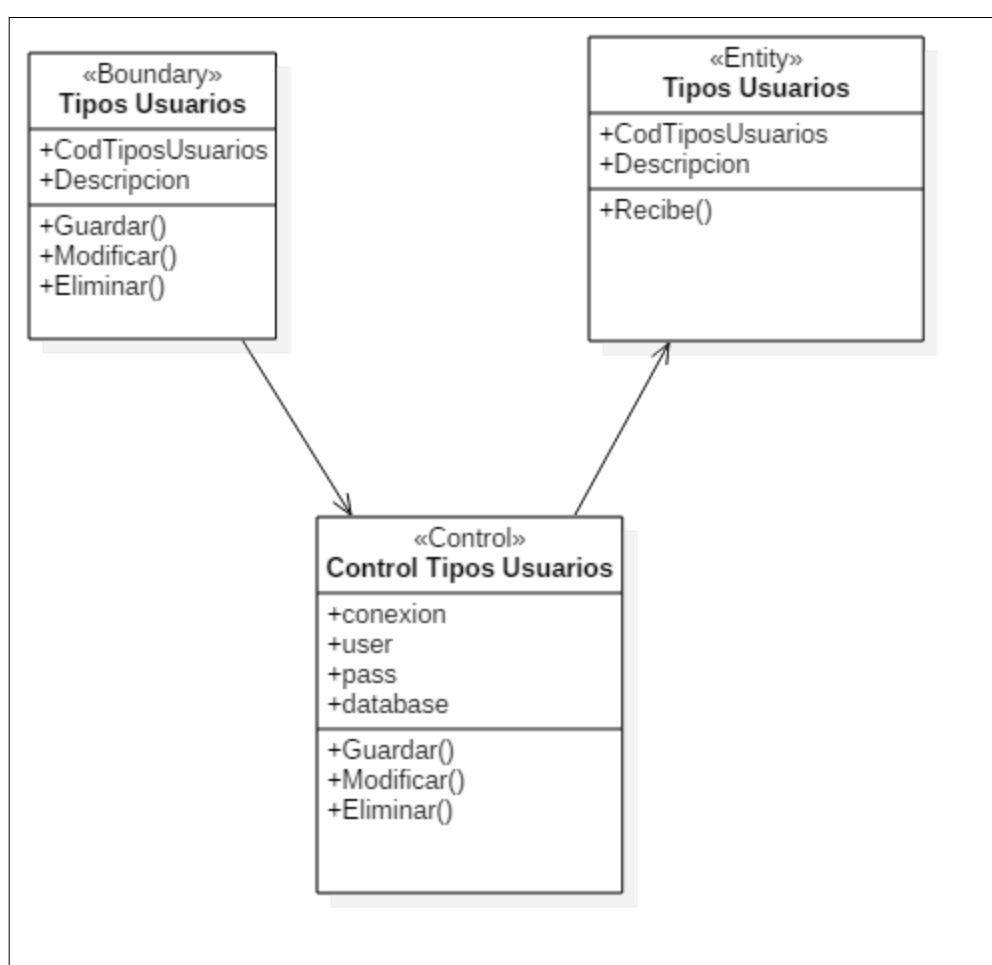 «Boundary»
Tipos Usuarios
+CodTiposUsuarios
+Descripcion
+Guardar()
+Modificar()
+Eliminar()
«Entity»
Tipos Usuarios
+CodTiposUsuarios
+Descripcion
+Recibe()
«Control»
Control Tipos Usuarios
+conexion
+user
+pass
+database
+Guardar()
+Modificar()
+Eliminar()